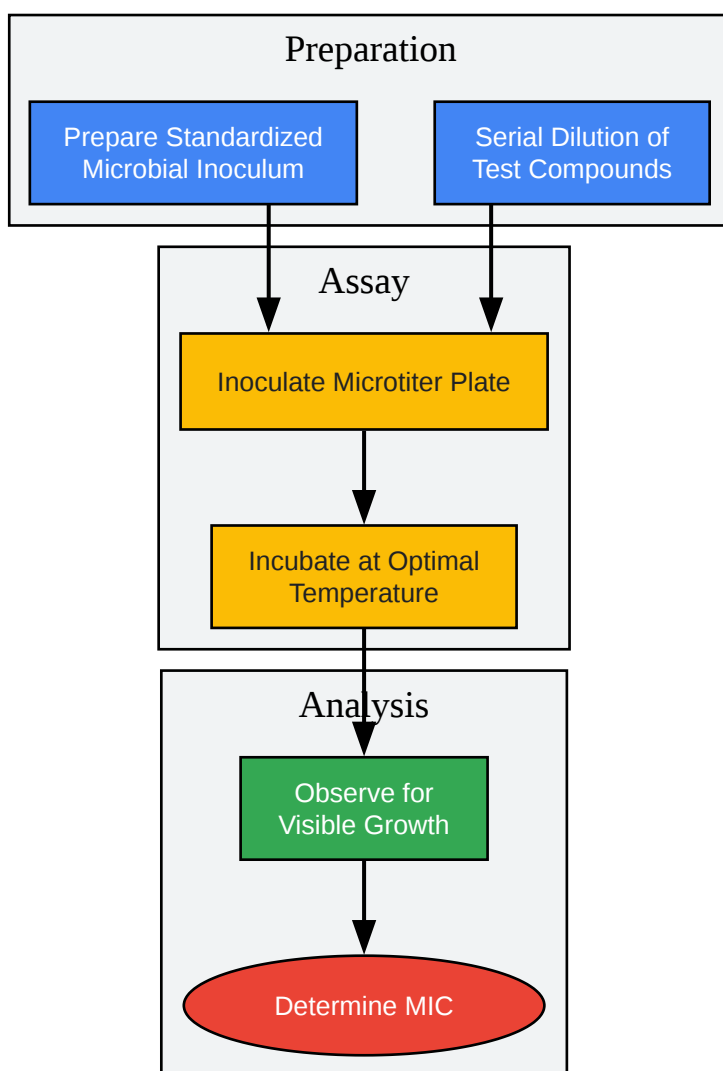 Preparation
Prepare Standardized
Microbial Inoculum
Serial Dilution of
Test Compounds
Assay
Inoculate Microtiter Plate
Incubate at Optimal
Temperature
Analysis
Observe for
Visible Growth
Determine MIC